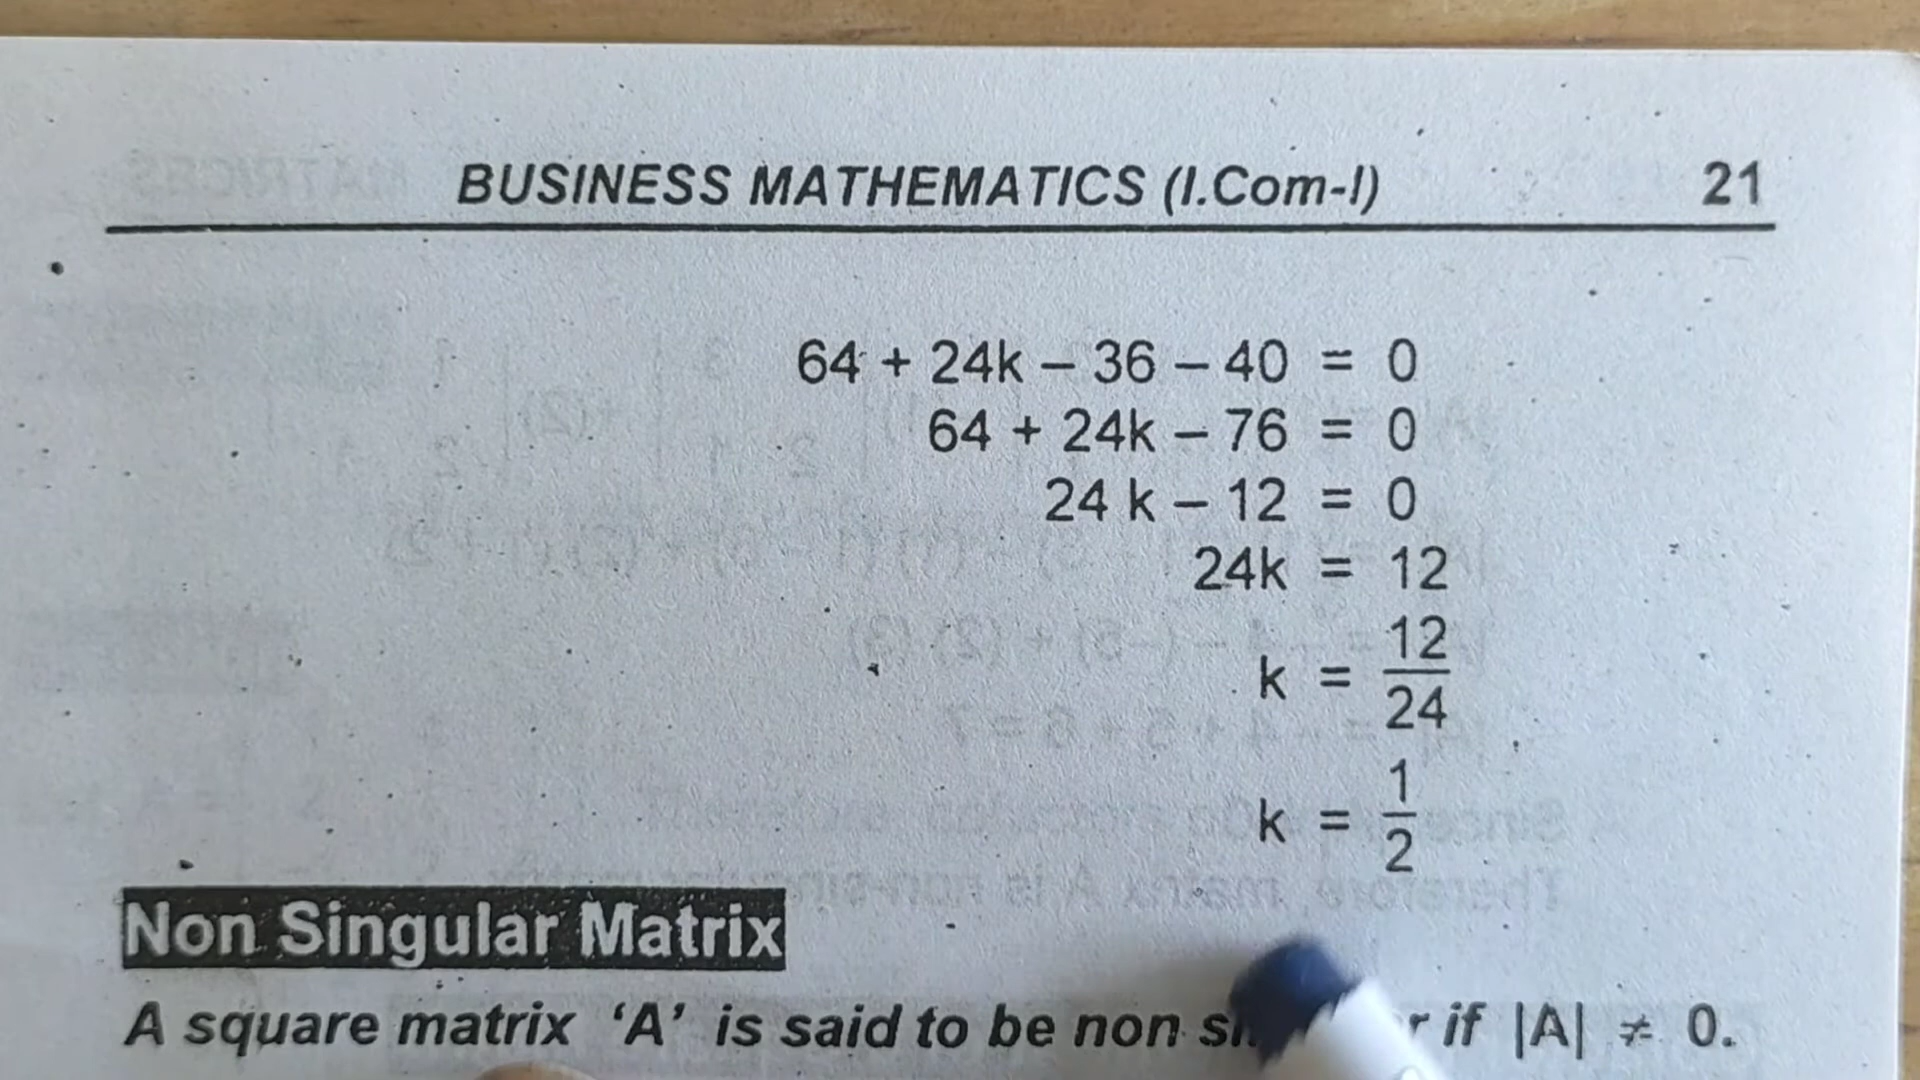 BUSINESS MATHEMATICS (I.Com-I) 21
64 + 24k – 36 – 40 = 0
64 + 24k – 76 = 0
24 k – 12 = 0
24k = 12
k = 12/24
k = 1/2
Non Singular Matrix
A square matrix ‘A’ is said to be non if |A| ≠ 0.